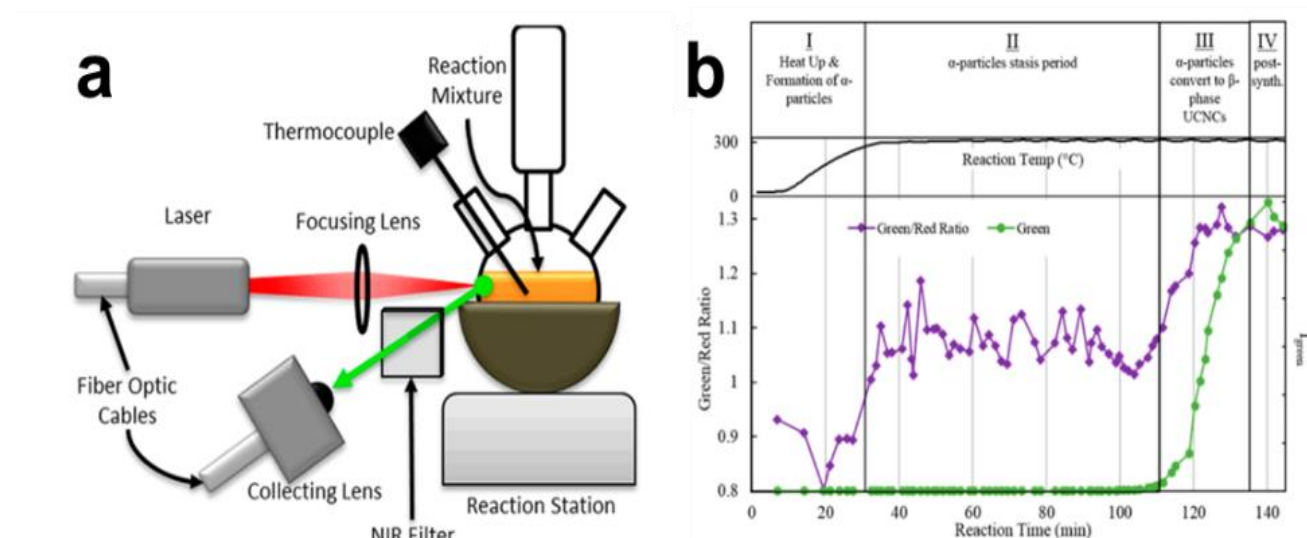 a
Reaction
Mixture
Thermocouple
Laser
Focusing Lens
Fiber Optic
Cables
Collecting Lens
NIR Filter
Reaction Station
b
I
Heat Up &
Formation of α-
particles
II
α-particles stasis period
III
α-particles
convert to β-
phase
UCNCs
IV
post-
synth.
300
0
Reaction Temp (°C)
Green/Red Ratio
Green
1.3
1.2
1.1
1
0.9
0.8
Green/Red Ratio
Igreen
0 20 40 60 80 100 120 140
Reaction Time (min)